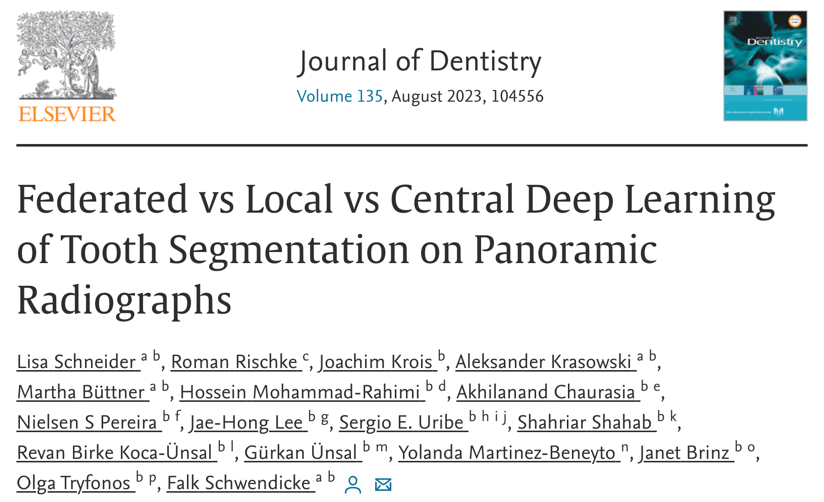 ELSEVIER
Journal of Dentistry
Volume 135, August 2023, 104556
Dentistry
Federated vs Local vs Central Deep Learning
of Tooth Segmentation on Panoramic
Radiographs
Lisa Schneider a b, Roman Rischke c, Joachim Krois b, Aleksander Krasowski a b,
Martha Büttner a b, Hossein Mohammad-Rahimi b d, Akhilanand Chaurasia b e,
Nielsen S Pereira b f, Jae-Hong Lee b g, Sergio E. Uribe b h i j, Shahriar Shahab b k,
Revan Birke Koca-Ünsal b l, Gürkan Ünsal b m, Yolanda Martinez-Beneyto n, Janet Brinz b o,
Olga Tryfonos b p, Falk Schwendicke a b